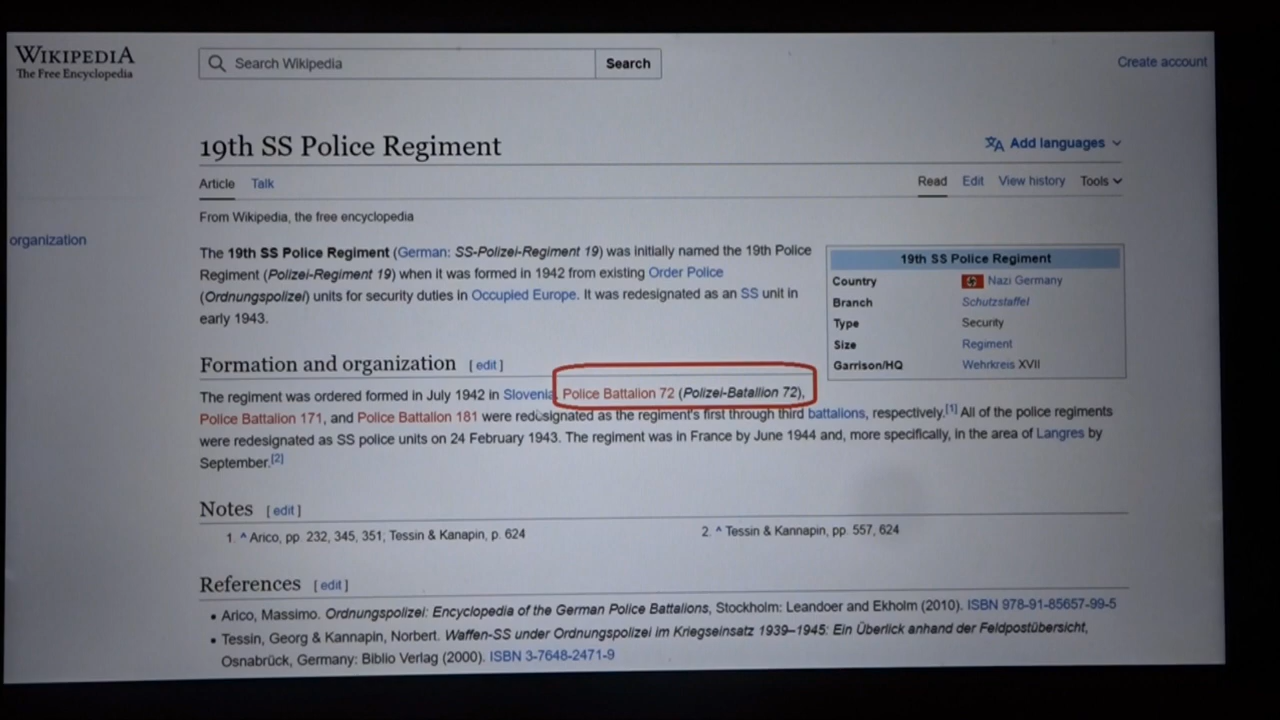 WIKIPEDIA
The Free Encyclopedia
Search Wikipedia
Search
Create account
19th SS Police Regiment
Add languages
Article Talk
Read Edit View history Tools
From Wikipedia, the free encyclopedia
organization
The 19th SS Police Regiment (German: SS-Polizei-Regiment 19) was initially named the 19th Police
Regiment (Polizei-Regiment 19) when it was formed in 1942 from existing Order Police
(Ordnungspolizei) units for security duties in Occupied Europe. It was redesignated as an SS unit in
early 1943.
19th SS Police Regiment
Country Nazi Germany
Branch Schutzstaffel
Type Security
Size Regiment
Garrison/HQ Wehrkreis XVII
Formation and organization [ edit ]
The regiment was ordered formed in July 1942 in Slovenia. Police Battalion 72 (Polizei-Batallion 72),
Police Battalion 171, and Police Battalion 181 were redesignated as the regiment's first through third battalions, respectively.[1] All of the police regiments
were redesignated as SS police units on 24 February 1943. The regiment was in France by June 1944 and, more specifically, in the area of Langres by
September.[2]
Notes [ edit ]
1. ^ Arico, pp. 232, 345, 351; Tessin & Kanapin, p. 624
2. ^ Tessin & Kannapin, pp. 557, 624
References [ edit ]
• Arico, Massimo. Ordnungspolizei: Encyclopedia of the German Police Battalions, Stockholm: Leandoer and Ekholm (2010). ISBN 978-91-85657-99-5
• Tessin, Georg & Kannapin, Norbert. Waffen-SS under Ordnungspolizei im Kriegseinsatz 1939–1945: Ein Überlick anhand der Feldpostübersicht,
Osnabrück, Germany: Biblio Verlag (2000). ISBN 3-7648-2471-9